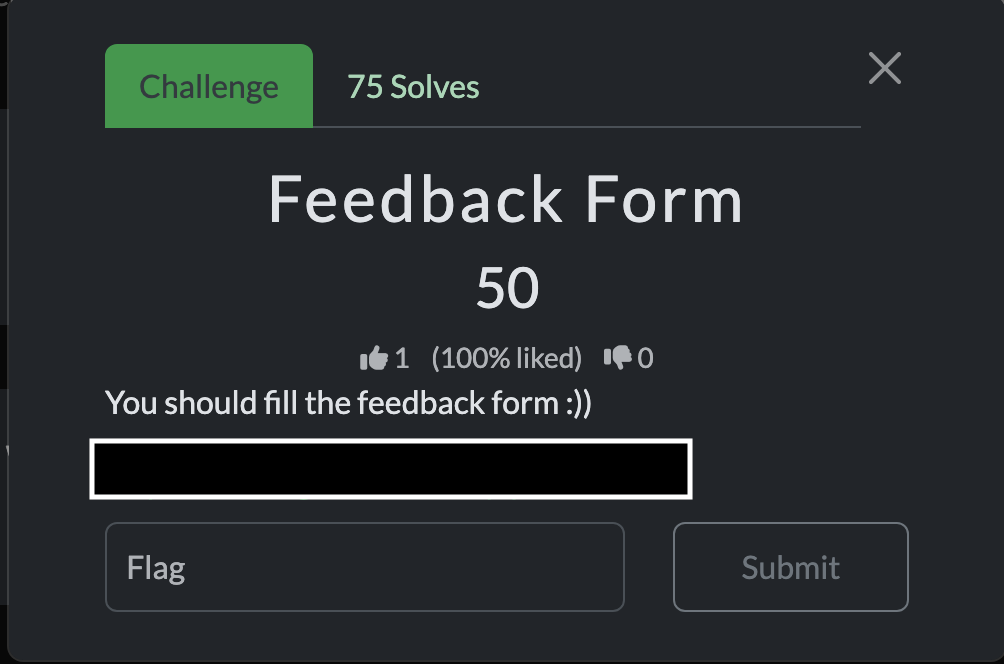 Challenge
75 Solves
Feedback Form
50
1 (100% liked) 0
You should fill the feedback form :))
Flag
Submit